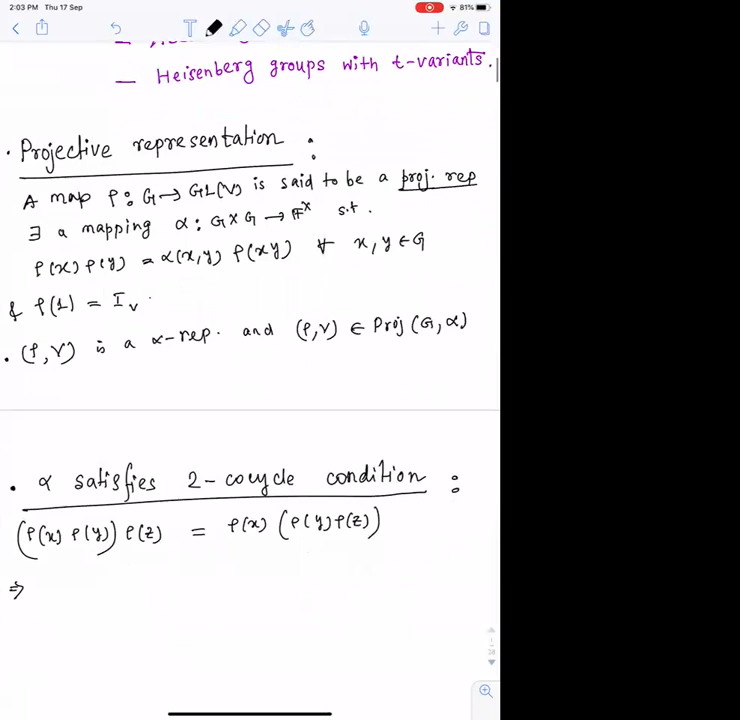 2:03 PM Thu 17 Sep
81%
— Heisenberg groups with t-variants.
• Projective representation :
A map ρ: G → GL(V) is said to be a proj. rep
∃ a mapping α: G×G → F^× s.t.
ρ(x) ρ(y) = α(x,y) ρ(xy) ∀ x, y ∈ G
& ρ(1) = I_V.
• (ρ, V) is a α-rep. and (ρ,V) ∈ Proj (G, α)
• α satisfies 2-cocycle condition :
(ρ(x) ρ(y)) ρ(z) = ρ(x) (ρ(y) ρ(z))
⇒